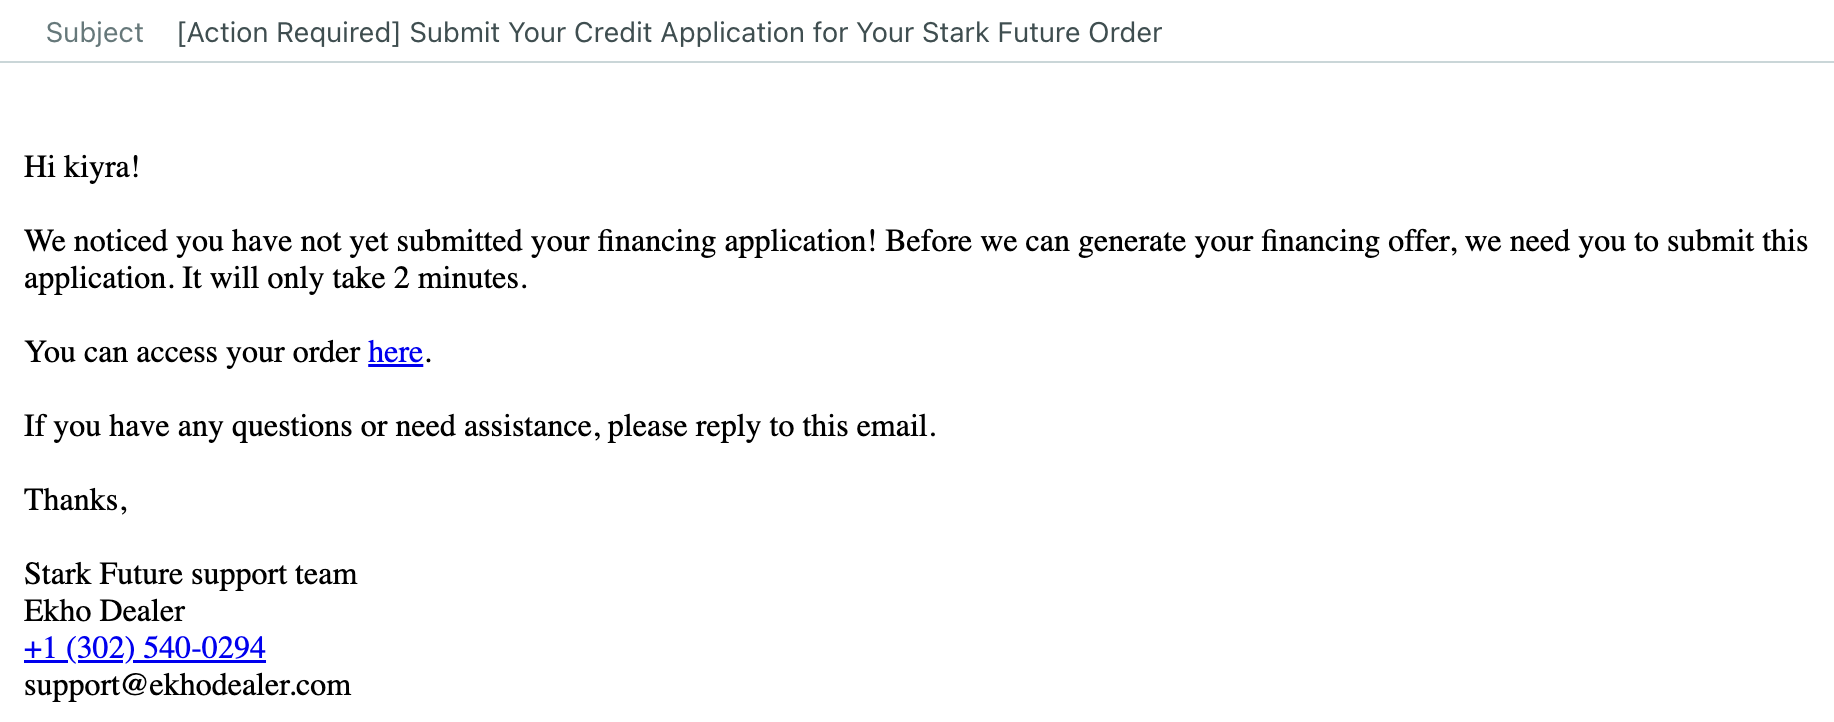 Subject [Action Required] Submit Your Credit Application for Your Stark Future Order
Hi kiyra!
We noticed you have not yet submitted your financing application! Before we can generate your financing offer, we need you to submit this
application. It will only take 2 minutes.
You can access your order here.
If you have any questions or need assistance, please reply to this email.
Thanks,
Stark Future support team
Ekho Dealer
+1 (302) 540-0294
support@ekhodealer.com